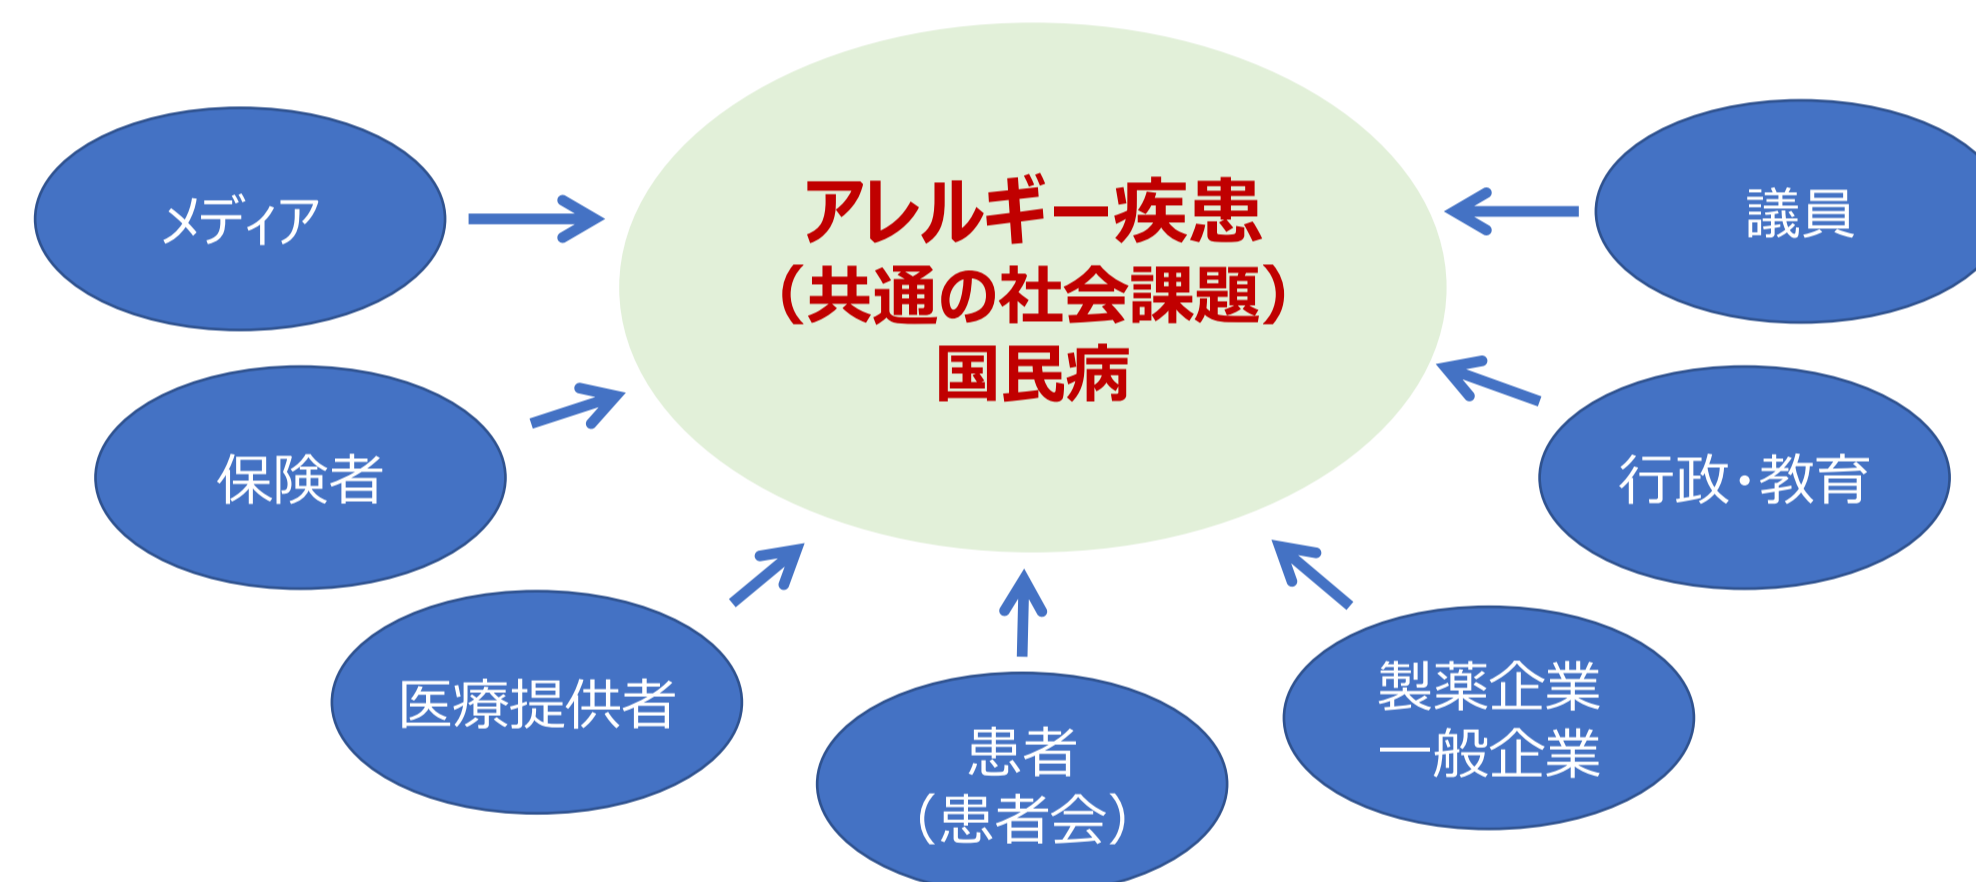 アレルギー疾患
（共通の社会課題）
国民病
メディア
議員
保険者
行政・教育
医療提供者
製薬企業
一般企業
患者
（患者会）